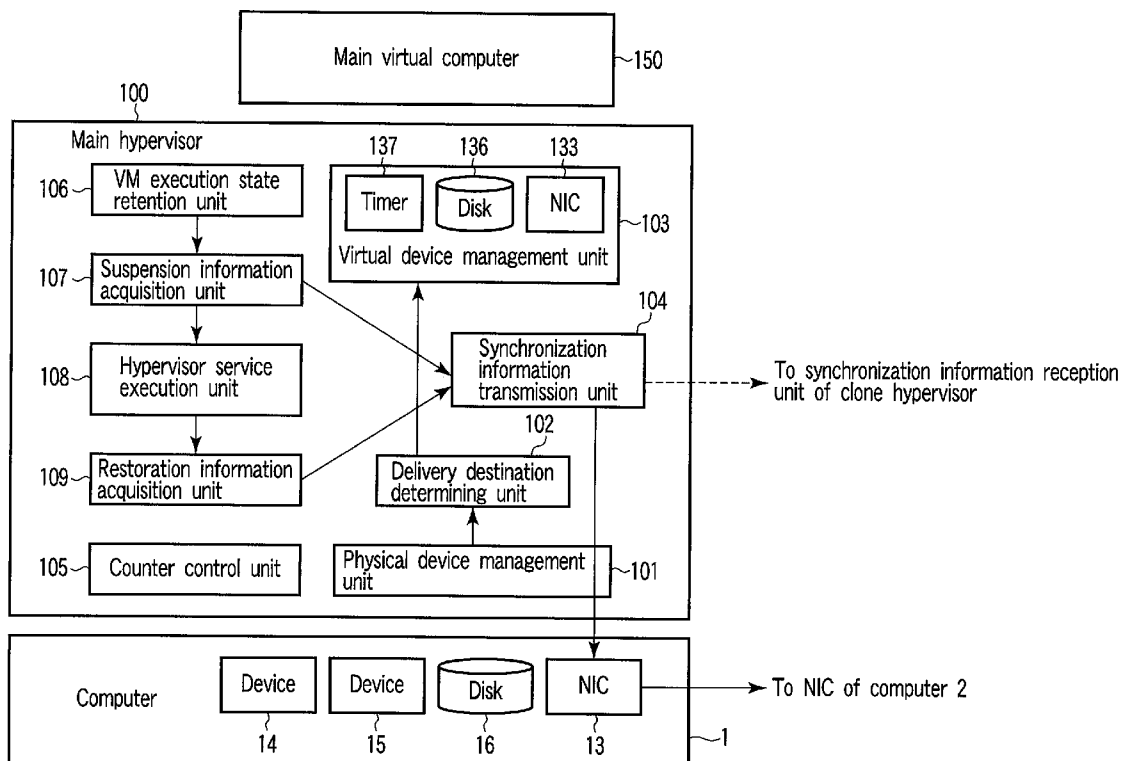 Main virtual computer
150
100
Main hypervisor
137
136
133
106
VM execution state
retention unit
Timer
Disk
NIC
103
Virtual device management unit
107
Suspension information
acquisition unit
104
108
Hypervisor service
execution unit
Synchronization
information
transmission unit
To synchronization information reception
unit of clone hypervisor
102
109
Restoration information
acquisition unit
Delivery destination
determining unit
105
Counter control unit
Physical device management
unit
101
Computer
Device
Device
Disk
NIC
To NIC of computer 2
14
15
16
13
1